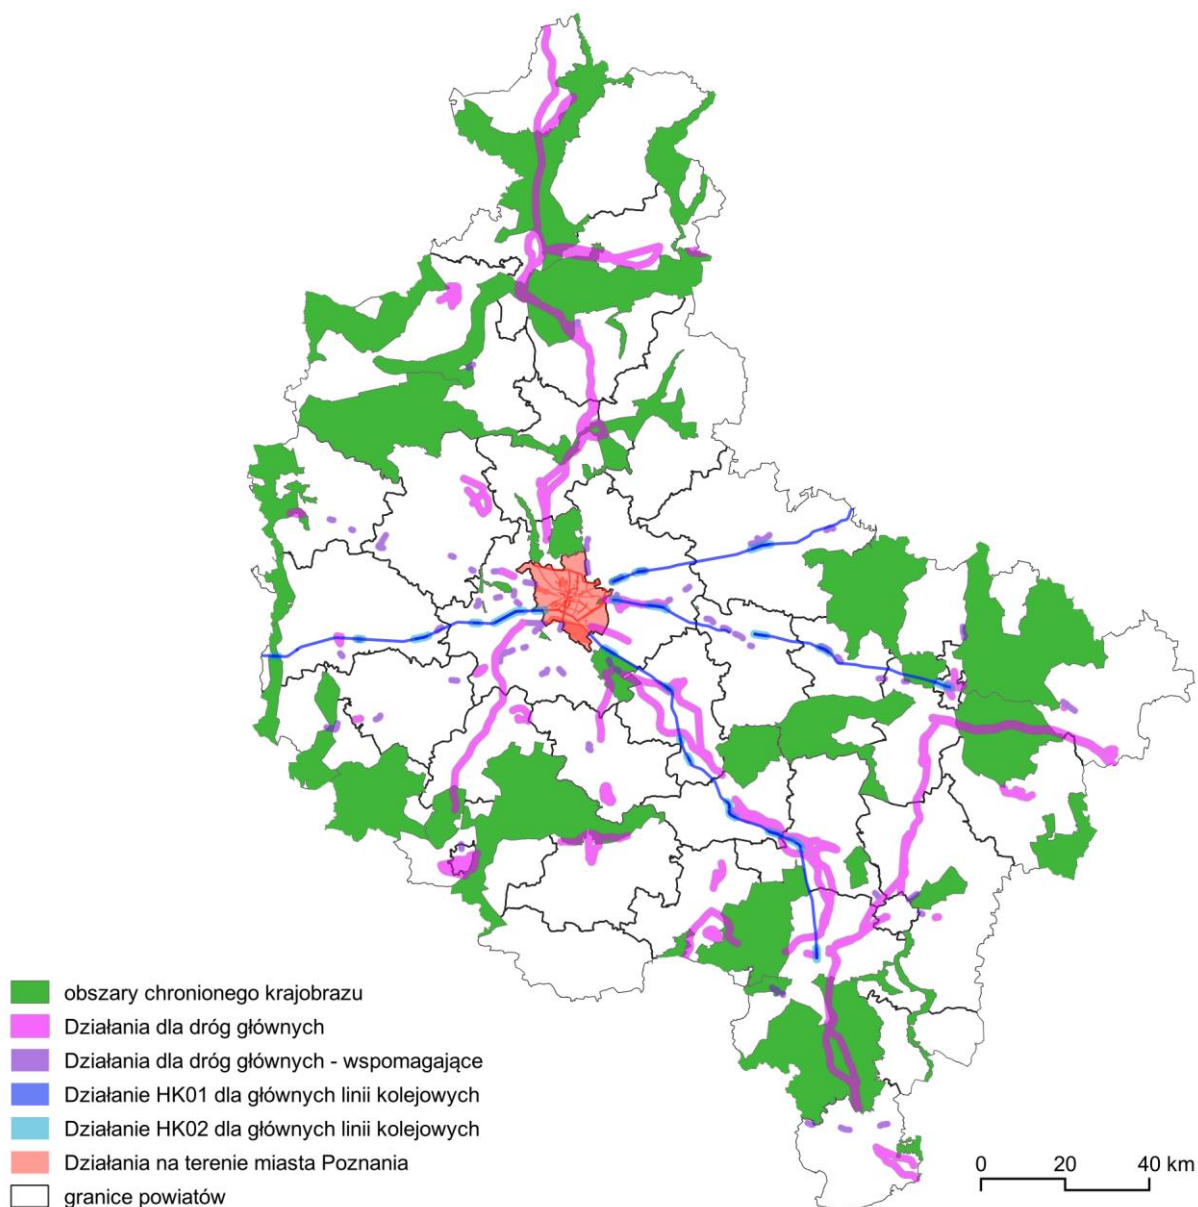 obszary chronionego krajobrazu
Działania dla dróg głównych
Działania dla dróg głównych - wspomagające
Działanie HK01 dla głównych linii kolejowych
Działanie HK02 dla głównych linii kolejowych
Działania na terenie miasta Poznania
granice powiatów
0 20 40 km